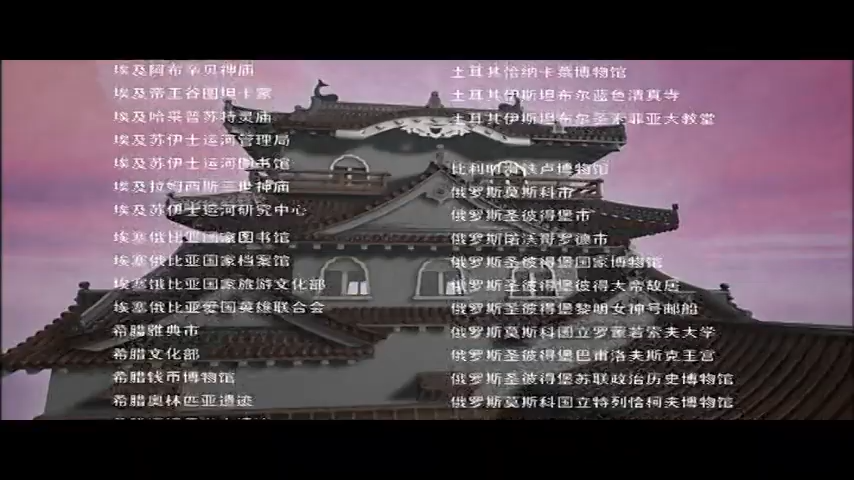 埃及阿布辛贝神庙
埃及帝王谷图坦卡蒙
埃及哈莱普苏特灵庙
埃及苏伊士运河管理局
埃及苏伊士运河图书馆
埃及拉姆西斯三世神庙
埃及苏伊士运河研究中心
埃塞俄比亚国家图书馆
埃塞俄比亚国家档案馆
埃塞俄比亚国家旅游文化部
埃塞俄比亚爱国英雄联合会
希腊雅典市
希腊文化部
希腊钱币博物馆
希腊奥林匹亚遗迹
土耳其恰纳卡莱博物馆
土耳其伊斯坦布尔蓝色清真寺
土耳其伊斯坦布尔圣索菲亚大教堂
比利时滑铁卢博物馆
俄罗斯莫斯科市
俄罗斯圣彼得堡市
俄罗斯诺沃哥罗德市
俄罗斯圣彼得堡国家博物馆
俄罗斯圣彼得堡彼得大帝故居
俄罗斯圣彼得堡黎明女神号邮船
俄罗斯莫斯科国立罗蒙若索夫大学
俄罗斯圣彼得堡巴甫洛夫斯克王宫
俄罗斯圣彼得堡苏联政治历史博物馆
俄罗斯莫斯科国立特列恰柯夫博物馆